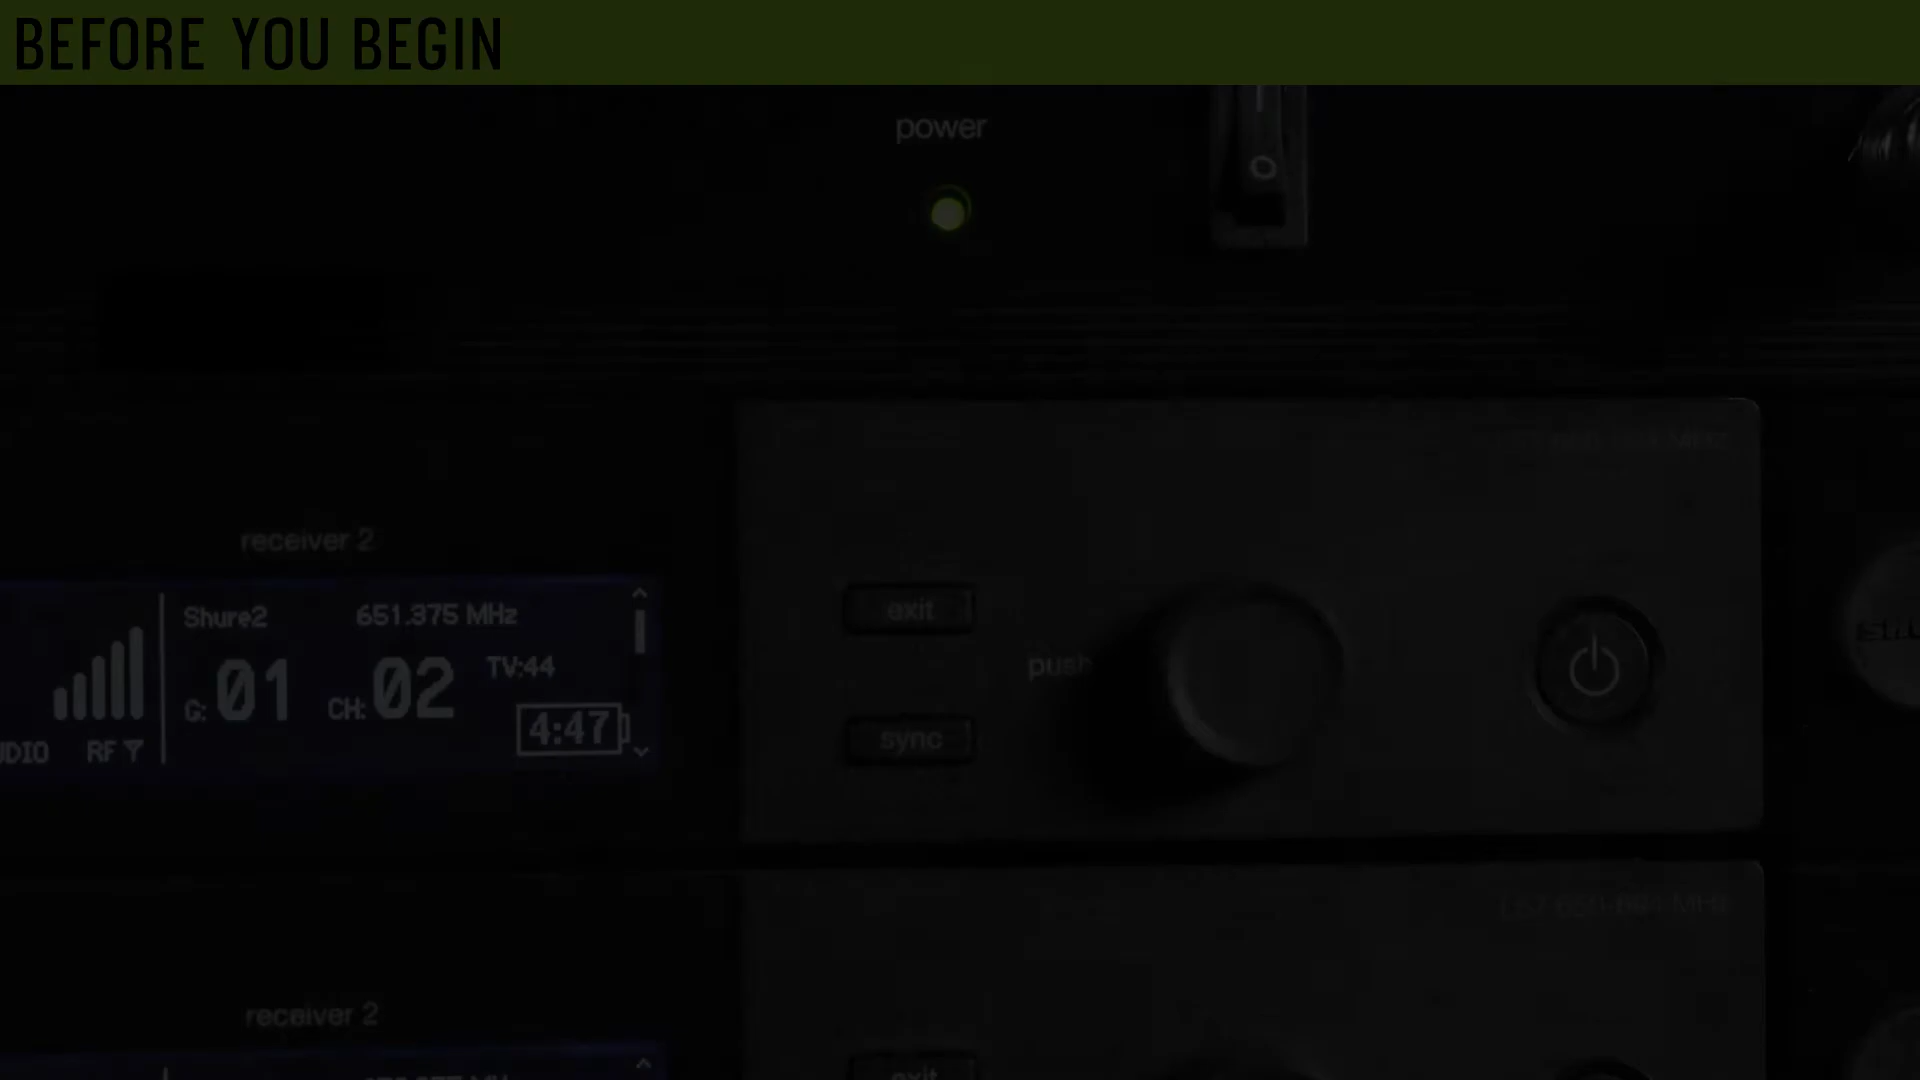 BEFORE YOU BEGIN
power
receiver 2
Shure2
651.375 MHz
G: 01
CH: 02
TV:44
4:47
RF
exit
push
sync
receiver 2
exit